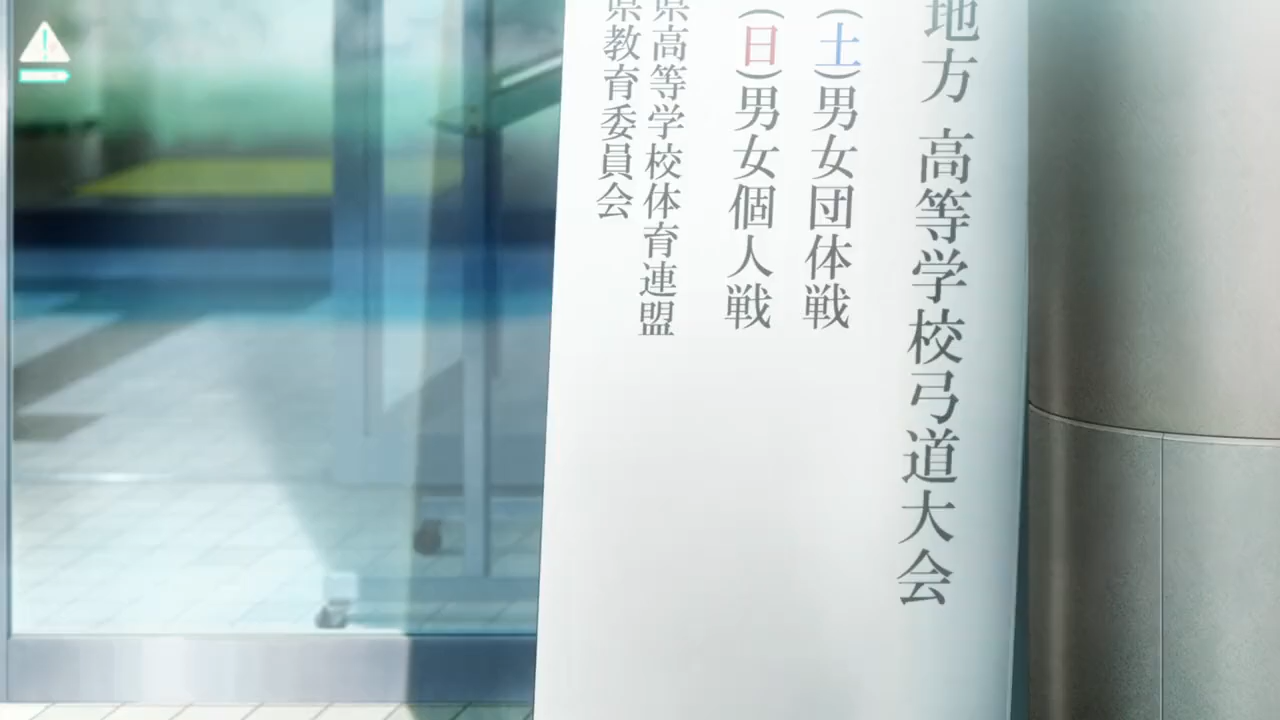 地方 高等学校弓道大会
(土)男女団体戦
(日)男女個人戦
県高等学校体育連盟
県教育委員会